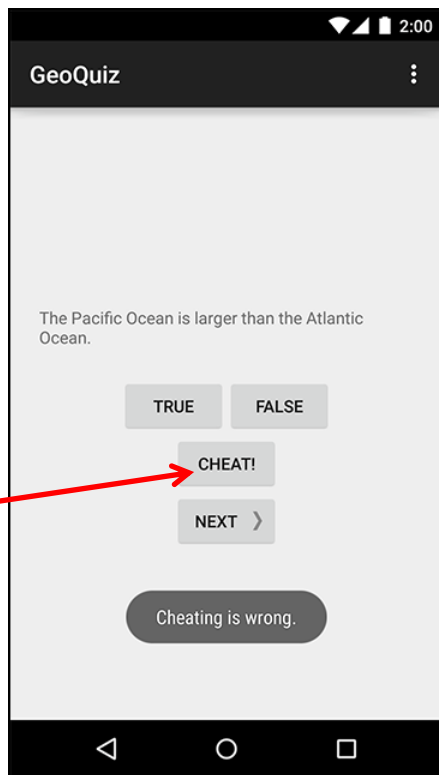 2:00
GeoQuiz
The Pacific Ocean is larger than the Atlantic
Ocean.
TRUE FALSE
CHEAT!
NEXT
Cheating is wrong.